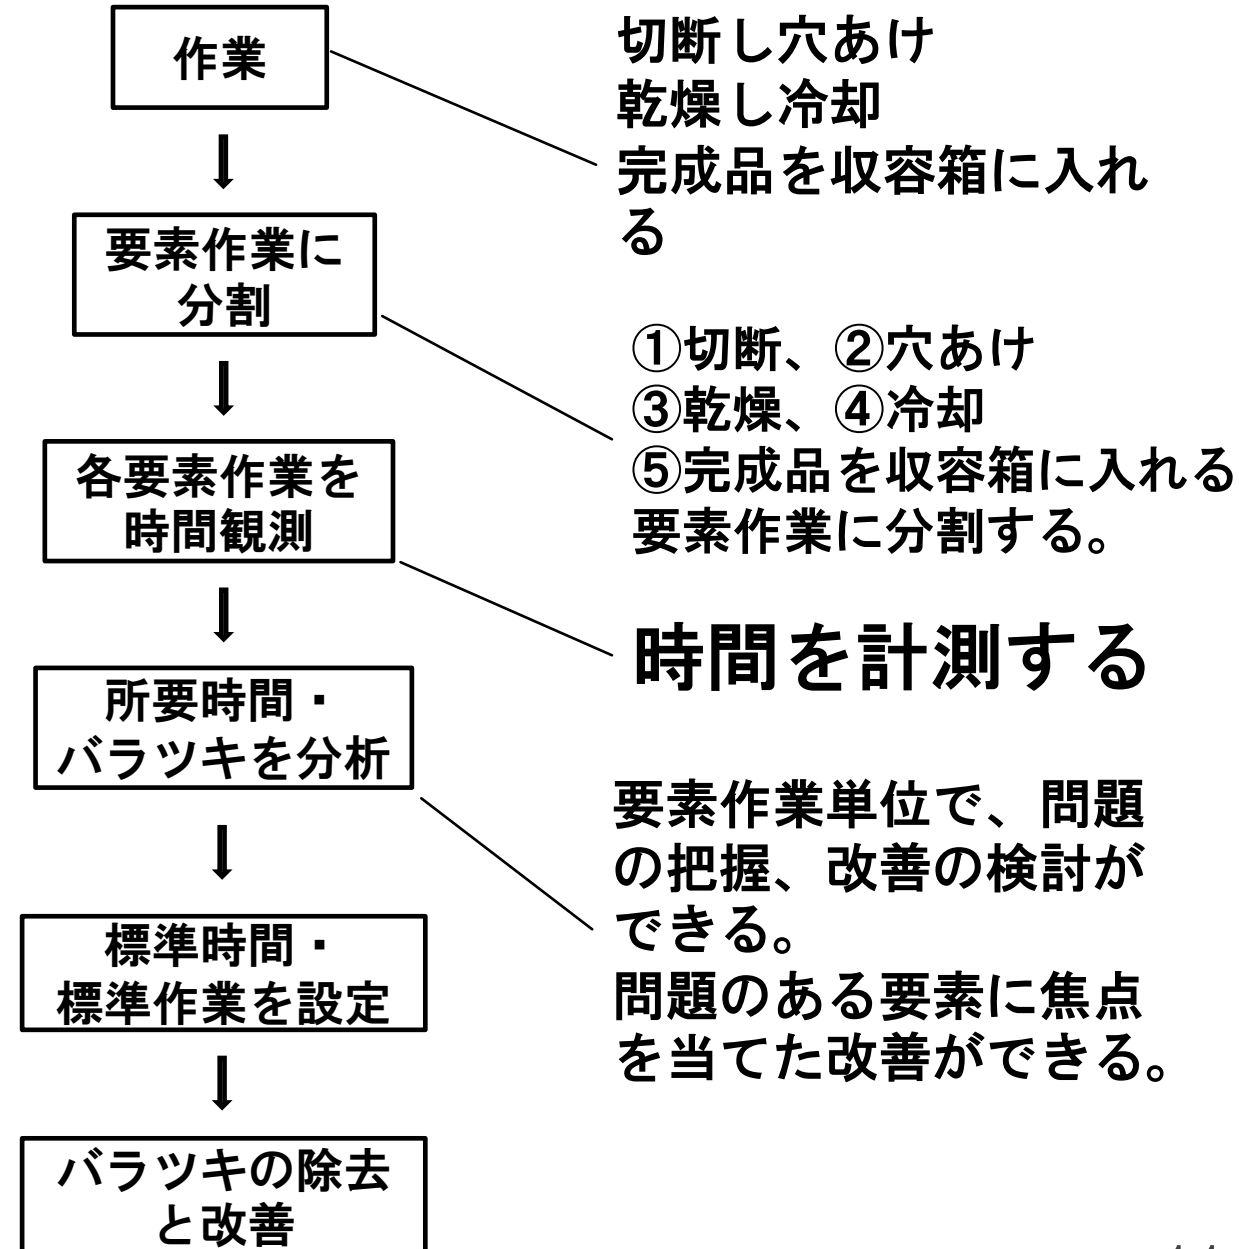 作業
切断し穴あけ
乾燥し冷却
完成品を収容箱に入れ
る
要素作業に
分割
①切断、②穴あけ
③乾燥、④冷却
⑤完成品を収容箱に入れる
要素作業に分割する。
各要素作業を
時間観測
時間を計測する
所要時間・
バラツキを分析
要素作業単位で、問題
の把握、改善の検討が
できる。
問題のある要素に焦点
を当てた改善ができる。
標準時間・
標準作業を設定
バラツキの除去
と改善